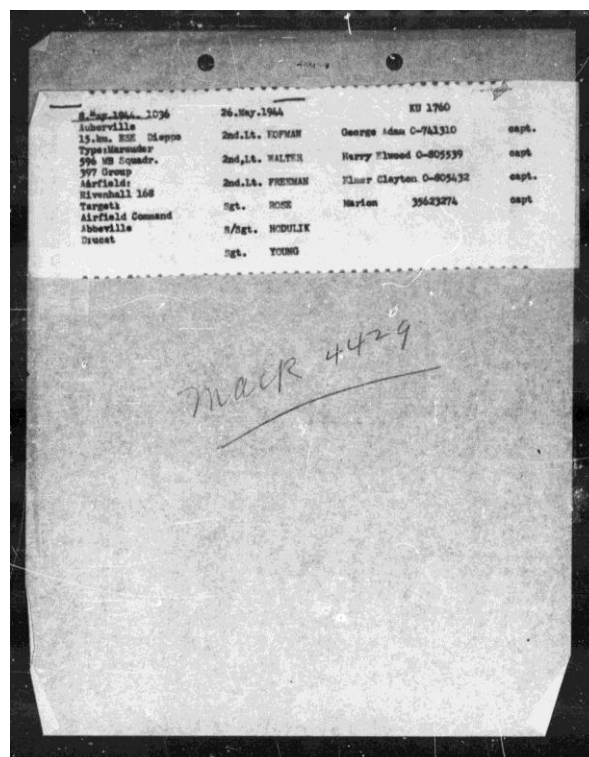 8.May.1944. 1036 26.May.1944 KU 1760
Auberville
15.km. ESE Dieppe 2nd.Lt. HOFMAN George Adam O-741310 capt.
Type:Marauder
596 MB Squadr. 2nd,Lt. WALTER Harry Elwood O-805539 capt
397 Group
Airfield: 2nd.Lt. FREEMAN Elmer Clayton O-805432 capt.
Rivenhall 168
Target: Sgt. ROSE Marion 35623274 capt
Airfield Command
Abbeville S/Sgt. HODULIK
Drucat
Sgt. YOUNG
4429